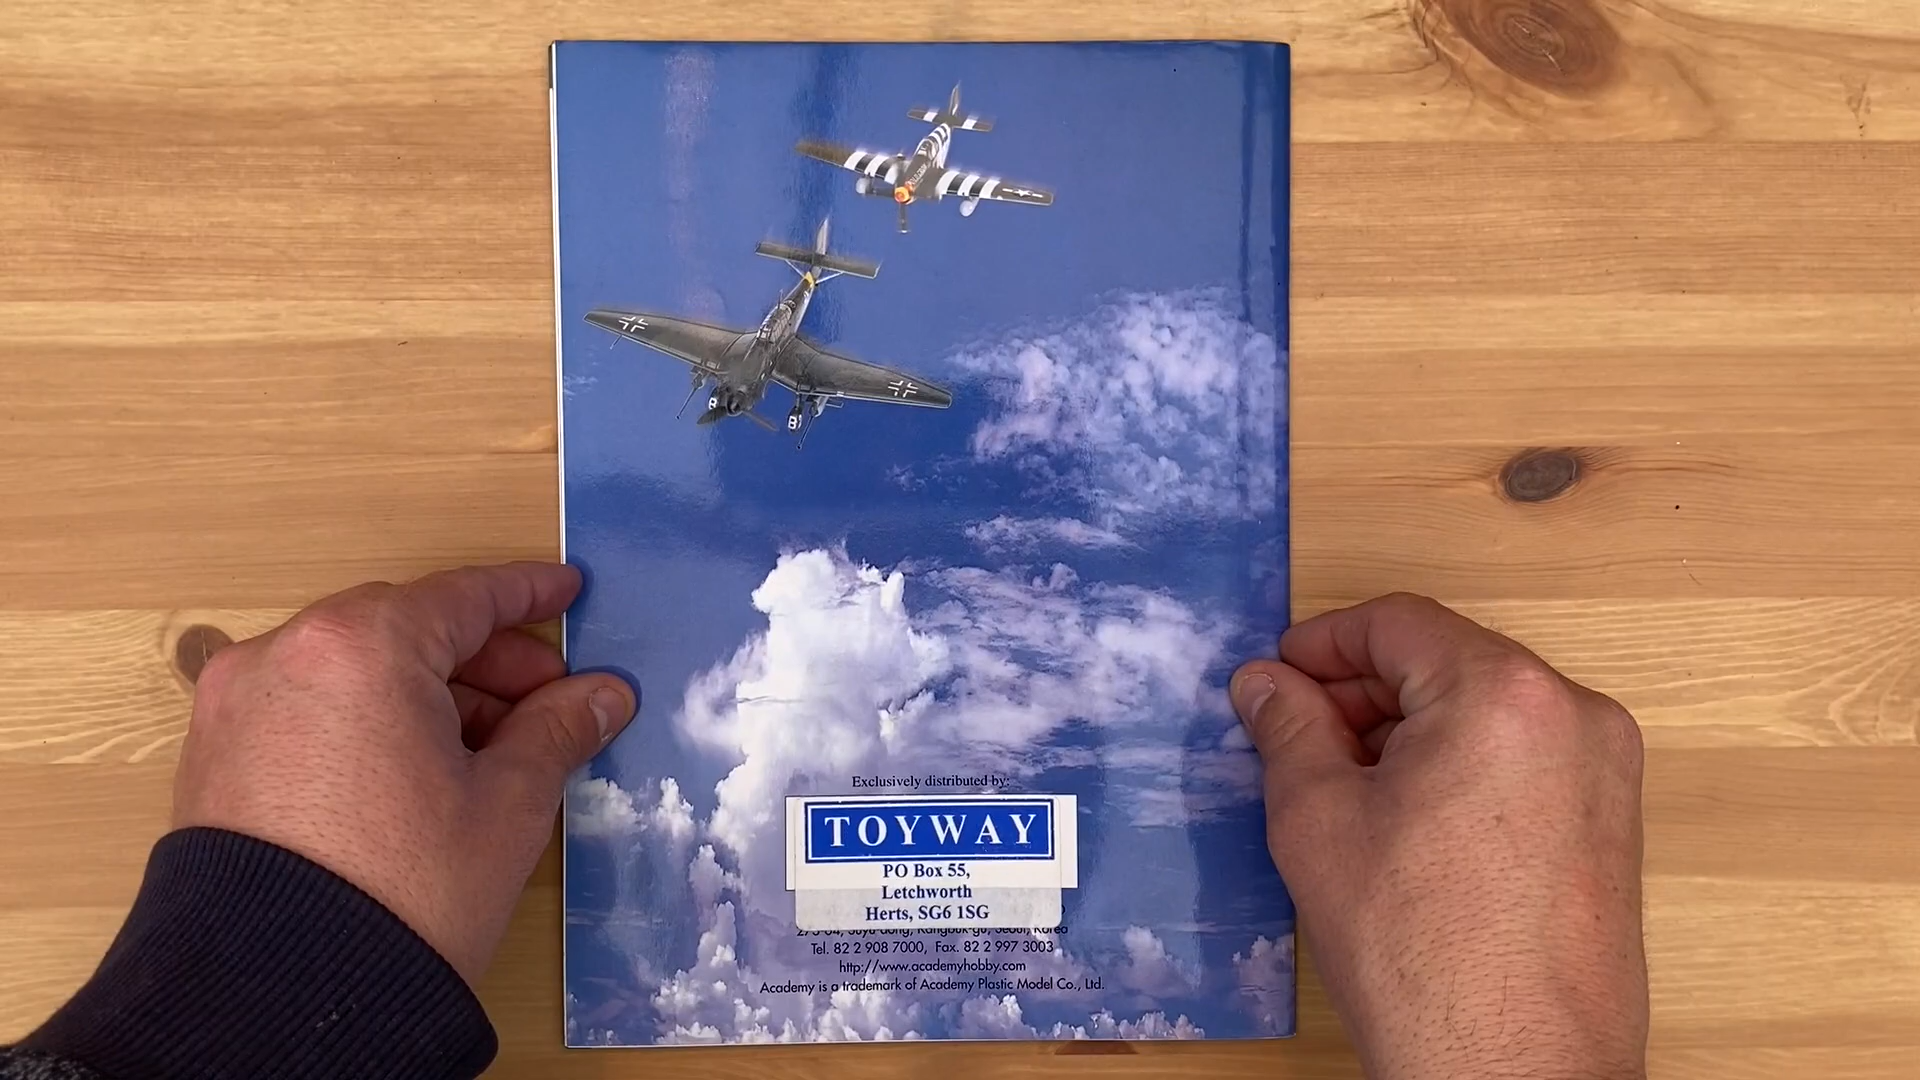 Exclusively distributed by:
TOYWAY
PO Box 55,
Letchworth
Herts, SG6 1SG
Tel. 82 2 908 7000, Fax. 82 2 997 3003
http://www.academyhobby.com
Academy is a trademark of Academy Plastic Model Co., Ltd.